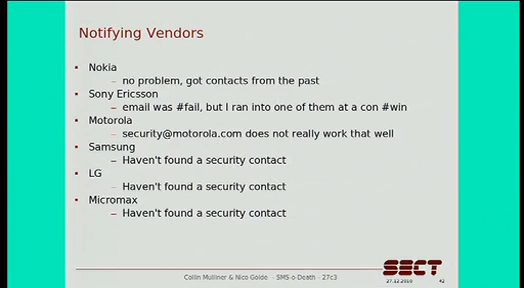 Notifying Vendors
Nokia
– no problem, got contacts from the past
Sony Ericsson
– email was #fail, but I ran into one of them at a con #win
Motorola
– security@motorola.com does not really work that well
Samsung
– Haven't found a security contact
LG
– Haven't found a security contact
Micromax
– Haven't found a security contact
SECT
Collin Mulliner & Nico Golde - SMS-o-Death - 27c3
27.12.2010 42